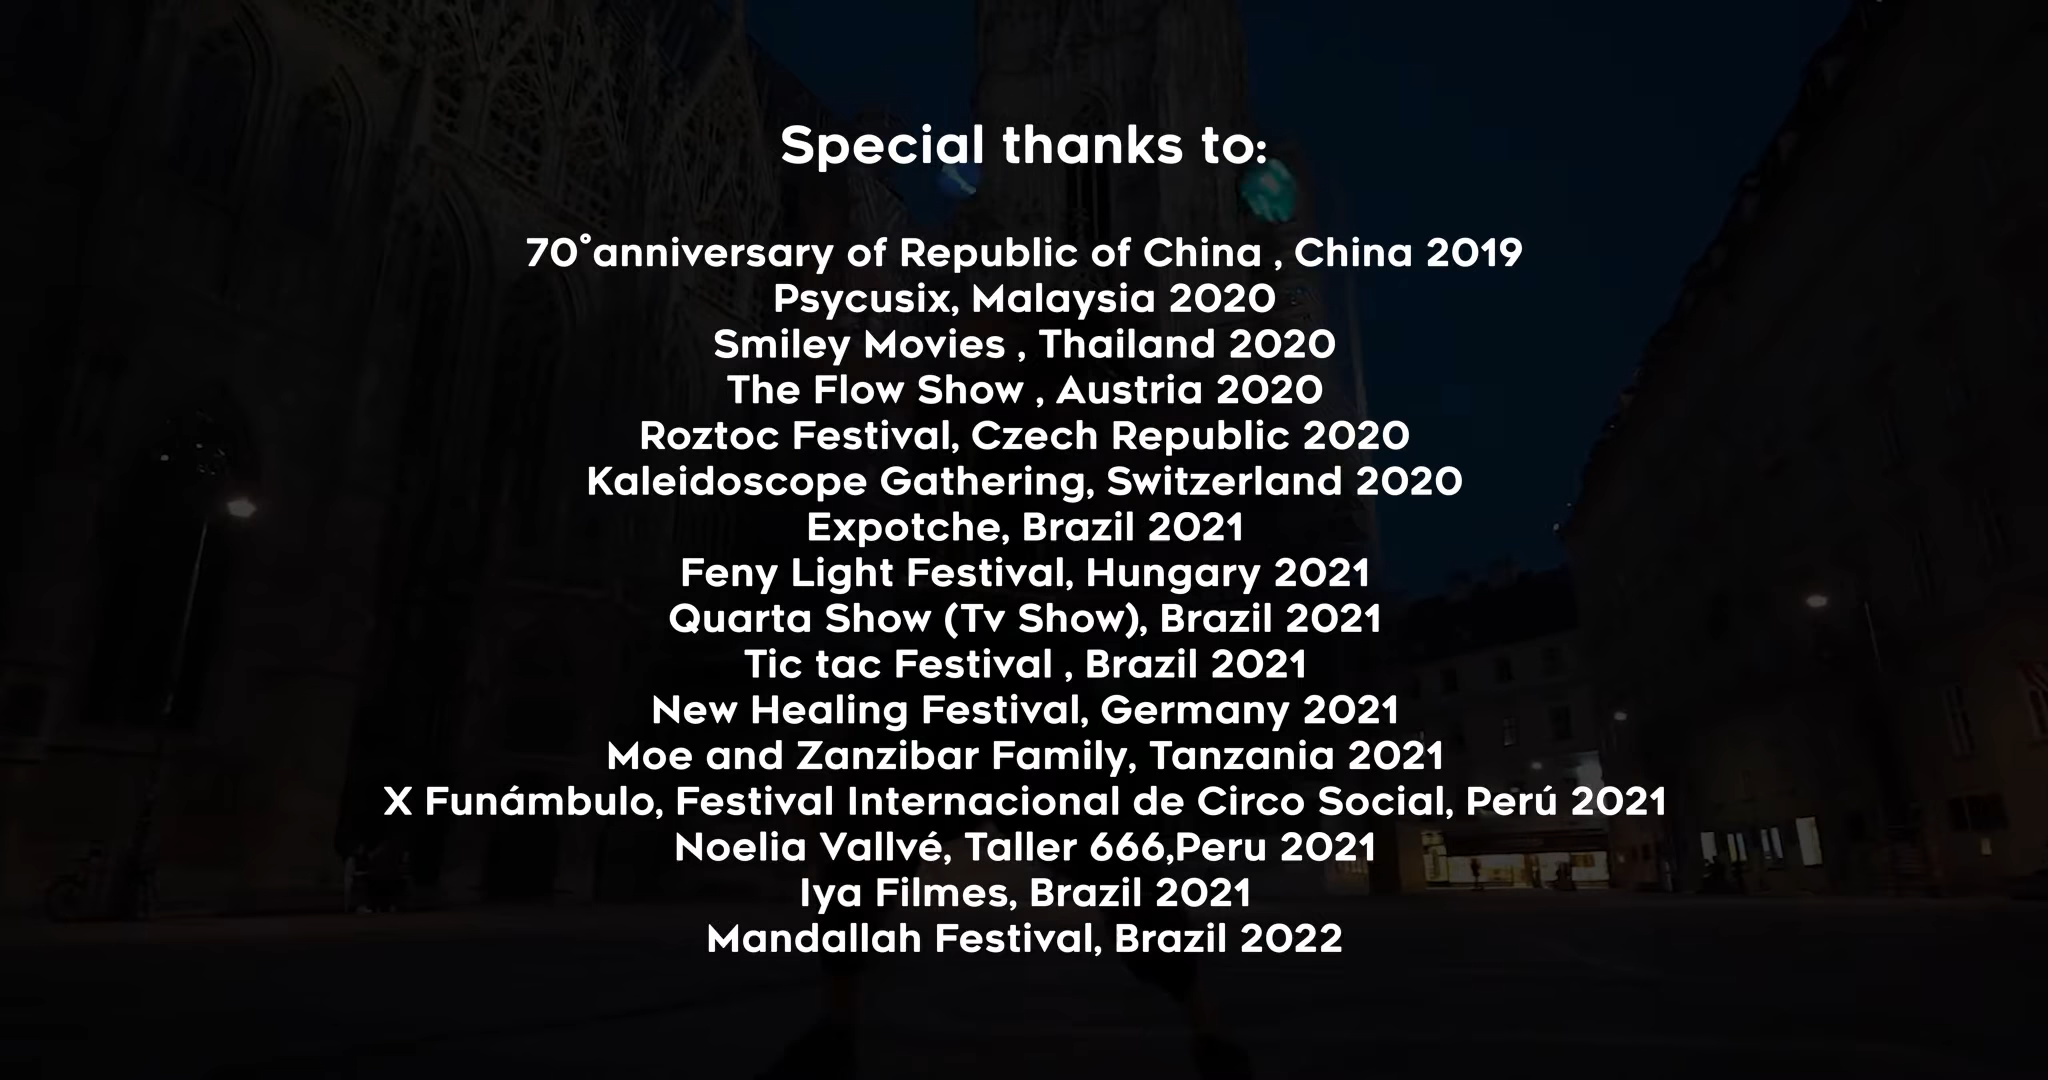 Special thanks to:
70°anniversary of Republic of China , China 2019
Psycusix, Malaysia 2020
Smiley Movies , Thailand 2020
The Flow Show , Austria 2020
Roztoc Festival, Czech Republic 2020
Kaleidoscope Gathering, Switzerland 2020
Expotche, Brazil 2021
Feny Light Festival, Hungary 2021
Quarta Show (Tv Show), Brazil 2021
Tic tac Festival , Brazil 2021
New Healing Festival, Germany 2021
Moe and Zanzibar Family, Tanzania 2021
X Funámbulo, Festival Internacional de Circo Social, Perú 2021
Noelia Vallvé, Taller 666,Peru 2021
Iya Filmes, Brazil 2021
Mandallah Festival, Brazil 2022